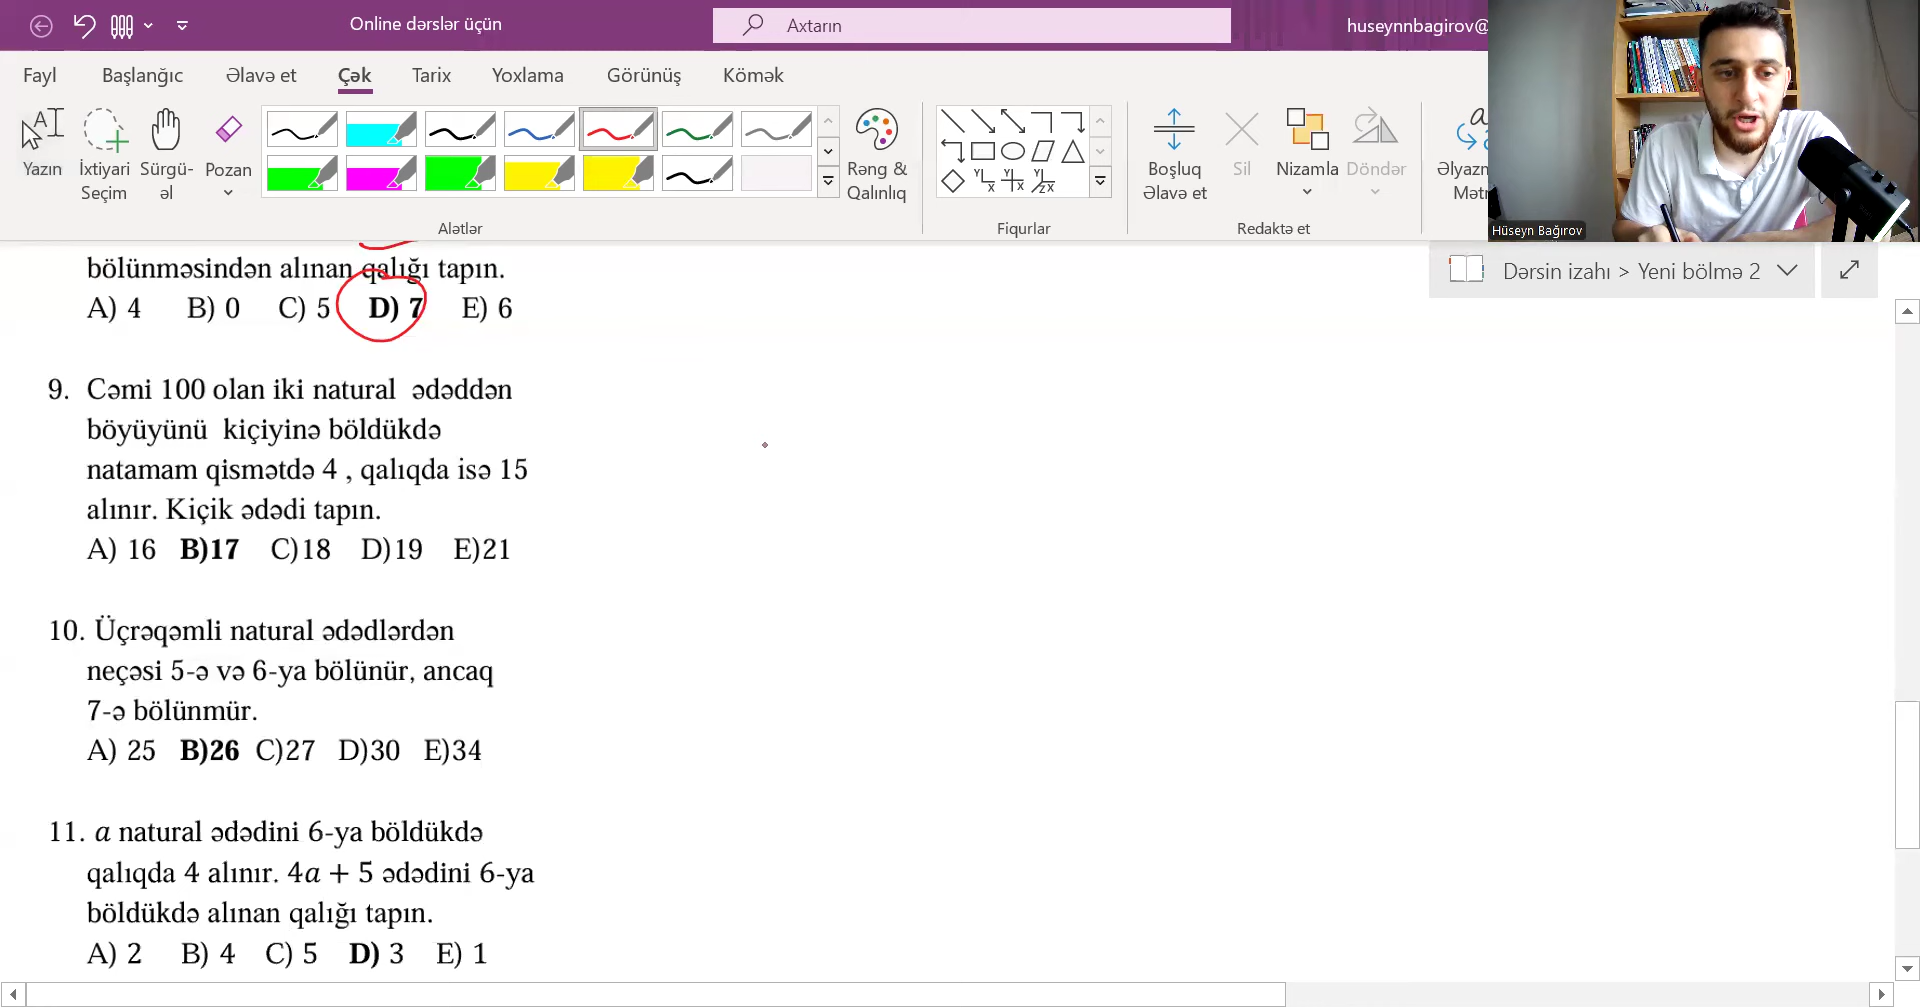 Online dərslər üçün
Axtarın
huseynnbagirov@
Fayl Başlanğıc Əlavə et Çək Tarix Yoxlama Görünüş Kömək
Yazın
İxtiyari Seçim
Sürgü-əl
Pozan
Rəng & Qalınlıq
Boşluq Əlavə et
Sil
Nizamla
Döndər
Alətlər
Fiqurlar
Redaktə et
Hüseyn Bağırov
Dərsin izahı > Yeni bölmə 2
bölünməsindən alınan qalığı tapın.
A) 4 B) 0 C) 5 D) 7 E) 6
9. Cəmi 100 olan iki natural ədəddən
böyüyünü kiçiyinə böldükdə
natamam qismətdə 4 , qalıqda isə 15
alınır. Kiçik ədədi tapın.
A) 16 B)17 C)18 D)19 E)21
10. Üçrəqəmli natural ədədlərdən
neçəsi 5-ə və 6-ya bölünür, ancaq
7-ə bölünmür.
A) 25 B)26 C)27 D)30 E)34
11. a natural ədədini 6-ya böldükdə
qalıqda 4 alınır. 4a + 5 ədədini 6-ya
böldükdə alınan qalığı tapın.
A) 2 B) 4 C) 5 D) 3 E) 1